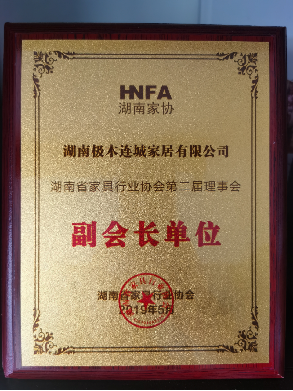 HNFA
湖南家协
湖南极木连城家居有限公司
湖南省家具行业协会第二届理事会
副会长单位
湖南省家具行业协会
2019年5月